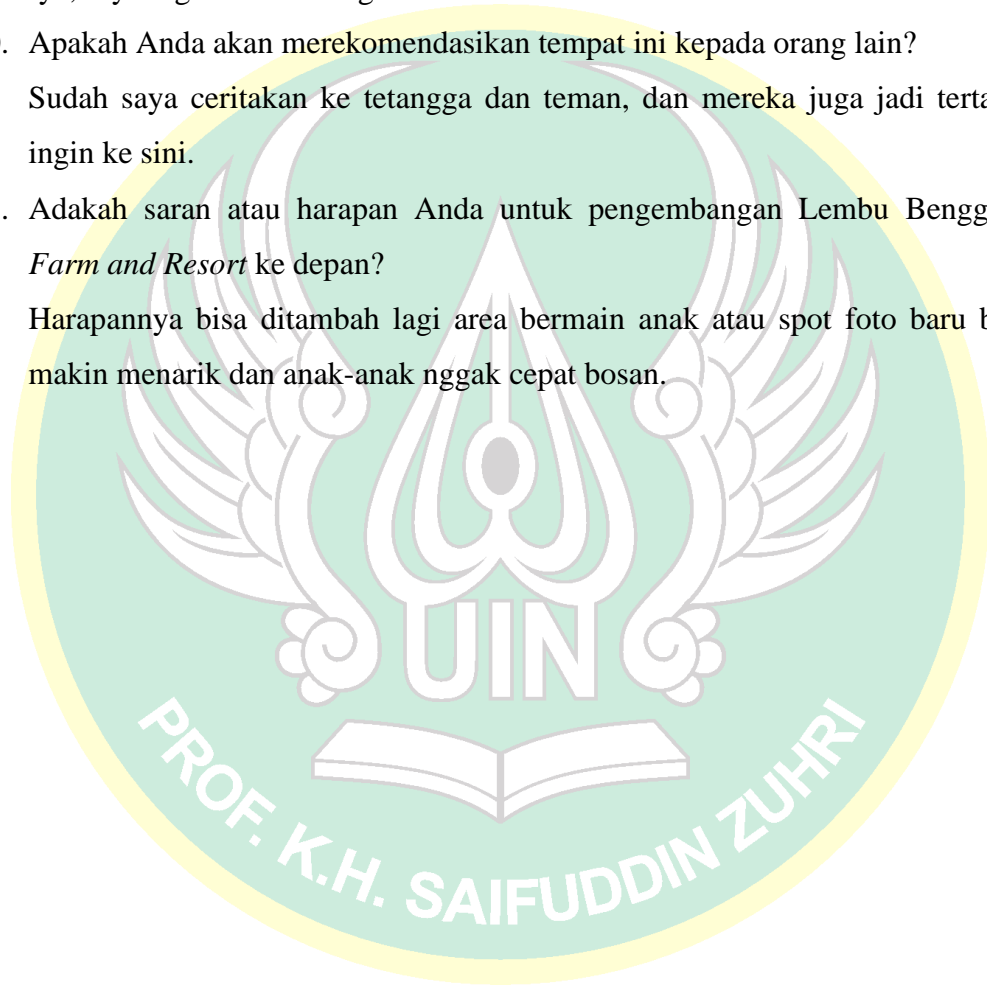 . Apakah Anda akan merekomendasikan tempat ini kepada orang lain?
Sudah saya ceritakan ke tetangga dan teman, dan mereka juga jadi
ingin ke sini.
. Adakah saran atau harapan Anda untuk pengembangan Lembu
Farm and Resort ke depan?
Harapannya bisa ditambah lagi area bermain anak atau spot foto baru
makin menarik dan anak-anak nggak cepat bosan.
UIN
PROF. K.H. SAIFUDDIN ZUHRI